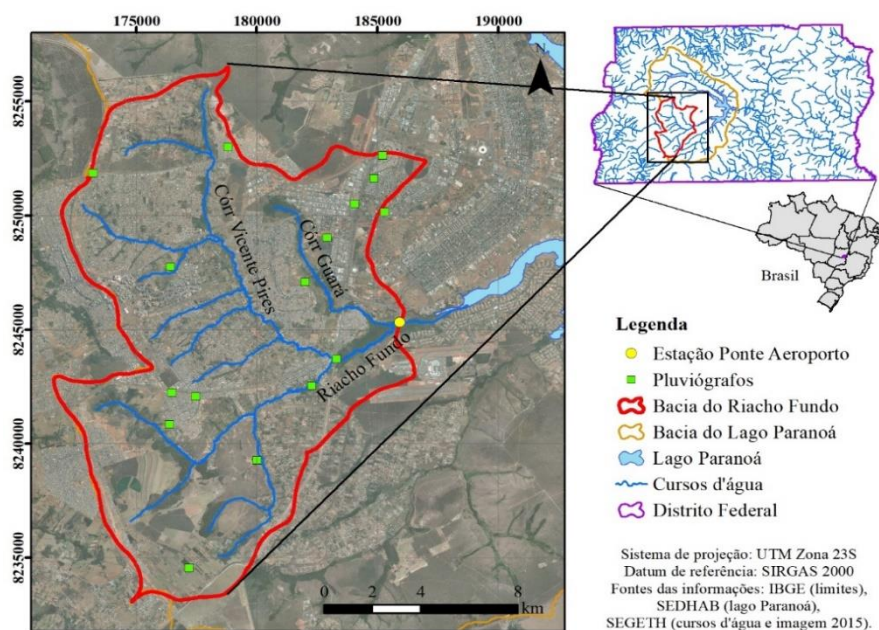 175000
180000
185000
190000
8255000
8250000
8245000
8240000
8235000
N
Córr Vicente Pires
Córr Guara
Riacho Fundo
0 2 4 8
km
Brasil
Legenda
Estação Ponte Aeroporto
Pluviógrafos
Bacia do Riacho Fundo
Bacia do Lago Paranoá
Lago Paranoá
Cursos d'água
Distrito Federal
Sistema de projeção: UTM Zona 23S
Datum de referência: SIRGAS 2000
Fontes das informações: IBGE (limites),
SEDHAB (lago Paranoá),
SEGETH (cursos d'água e imagem 2015).